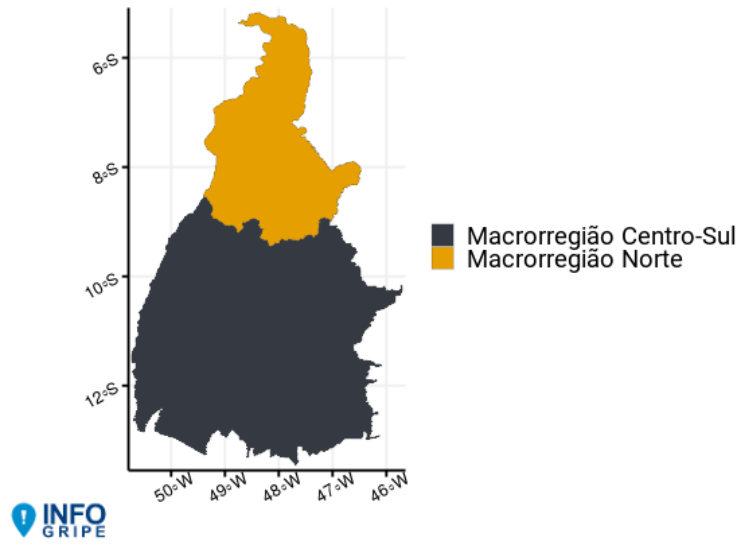 6°S
8°S
10°S
12°S
50°W 49°W 48°W 47°W 46°W
Macrorregião Centro-Sul
Macrorregião Norte
INFO
GRIPE